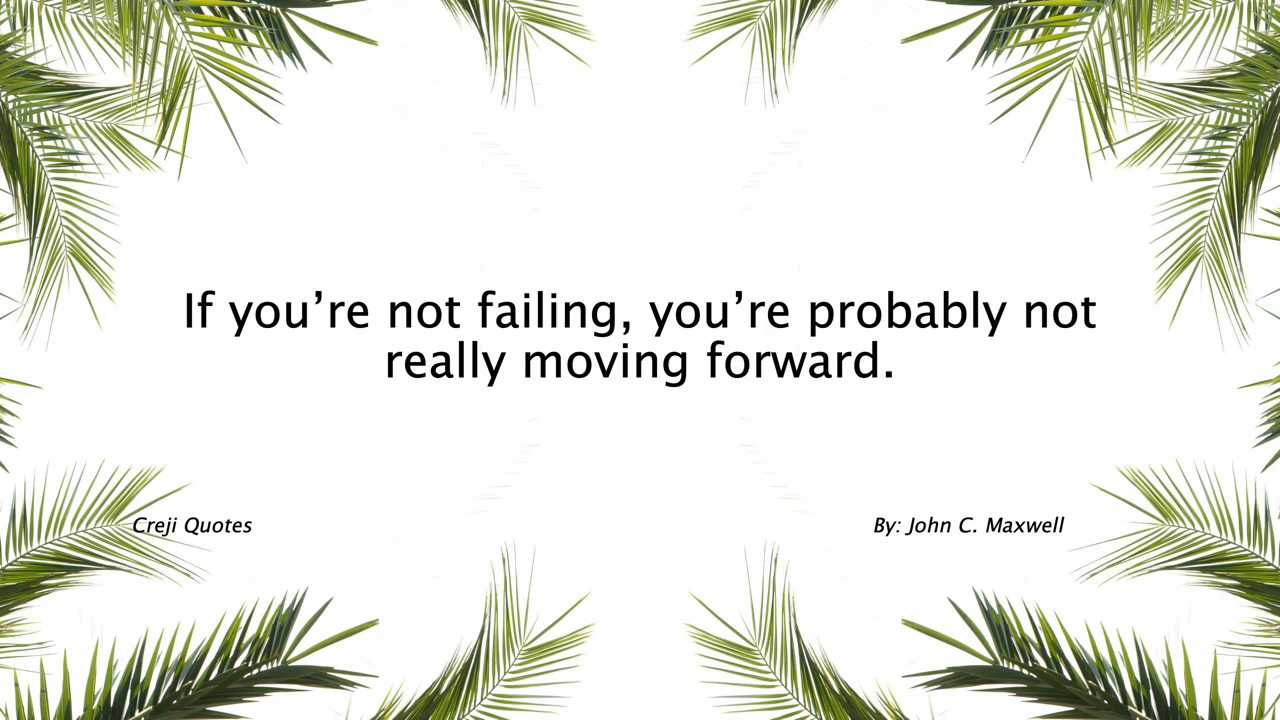 If you’re not failing, you’re probably not
really moving forward.
Creji Quotes
By: John C. Maxwell